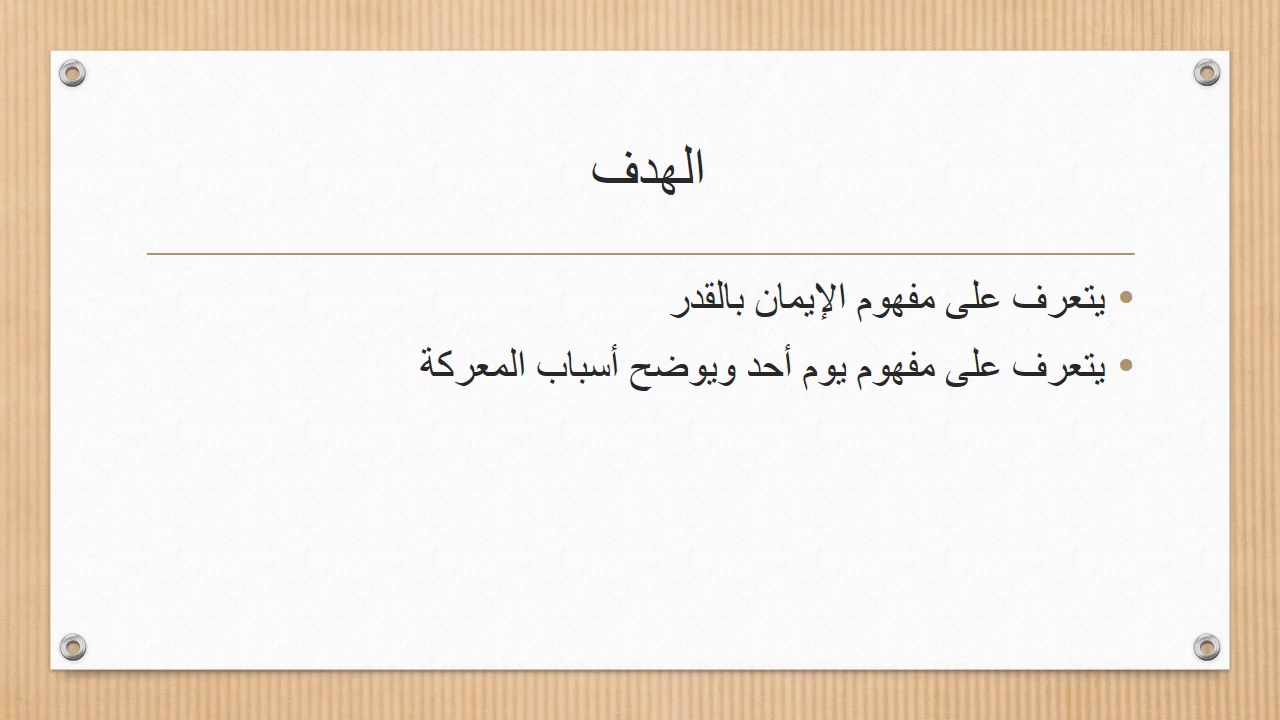 الهدف
• يتعرف على مفهوم الإيمان بالقدر
• يتعرف على مفهوم يوم أحد ويوضح أسباب المعركة